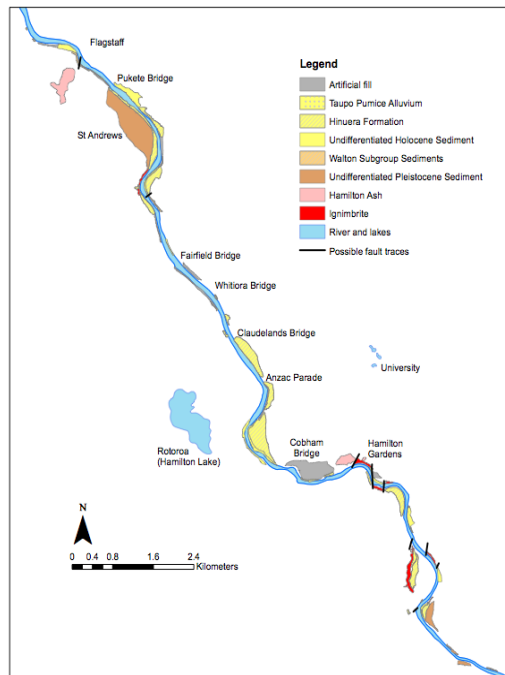 Flagstaff
Pukete Bridge
St Andrews
Legend
Artificial fill
Taupo Pumice Alluvium
Hinuera Formation
Undifferentiated Holocene Sediment
Walton Subgroup Sediments
Undifferentiated Pleistocene Sediment
Hamilton Ash
Ignimbrite
River and lakes
Possible fault traces
Fairfield Bridge
Whitiora Bridge
Claudelands Bridge
University
Anzac Parade
Rotoroa
(Hamilton Lake)
Cobham
Bridge
Hamilton
Gardens
N
0 0.4 0.8 1.6 2.4
Kilometers